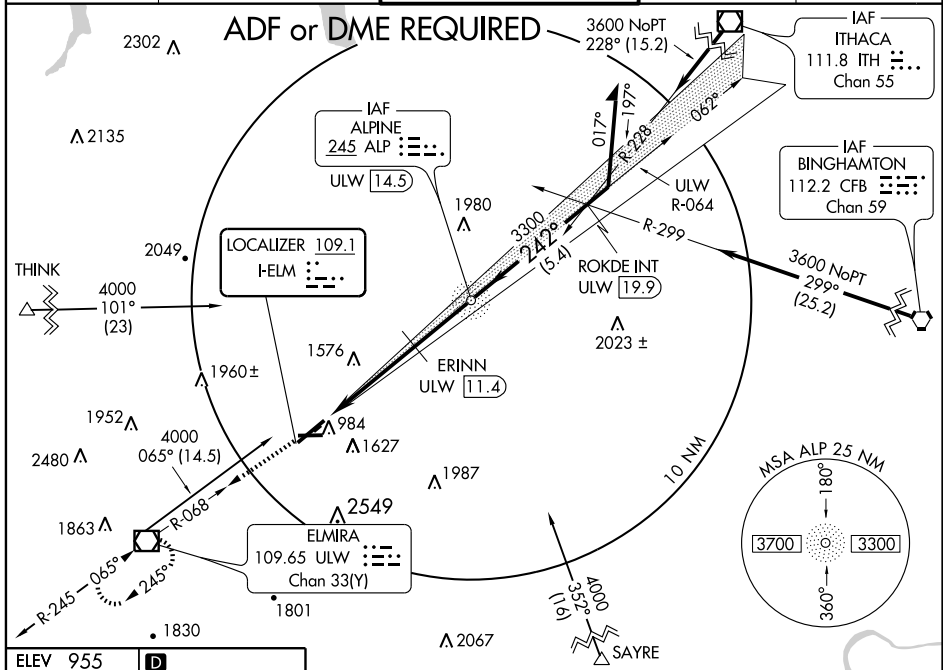 ADF or DME REQUIRED
2302
3600 NoPT
228° (15.2)
IAF
ITHACA
111.8 ITH
Chan 55
2135
IAF
ALPINE
245 ALP
ULW 14.5
017°
197°
R-228
062°
IAF
BINGHAMTON
112.2 CFB
Chan 59
ULW
R-064
1980
3300
242°
(5.4)
R-299
LOCALIZER 109.1
I-ELM
2049
THINK
4000
101°
(23)
ROKDE INT
ULW 19.9
3600 NoPT
299°
(25.2)
2023 ±
1576
ERINN
ULW 11.4
1960 ±
1952
984
1627
4000
065° (14.5)
2480
1987
10 NM
MSA ALP 25 NM
180°
3700
3300
360°
1863
R-068
2549
ELMIRA
109.65 ULW
Chan 33(Y)
R-245
065°
245°
1801
1830
4000
352°
(16)
2067
SAYRE
ELEV 955
D